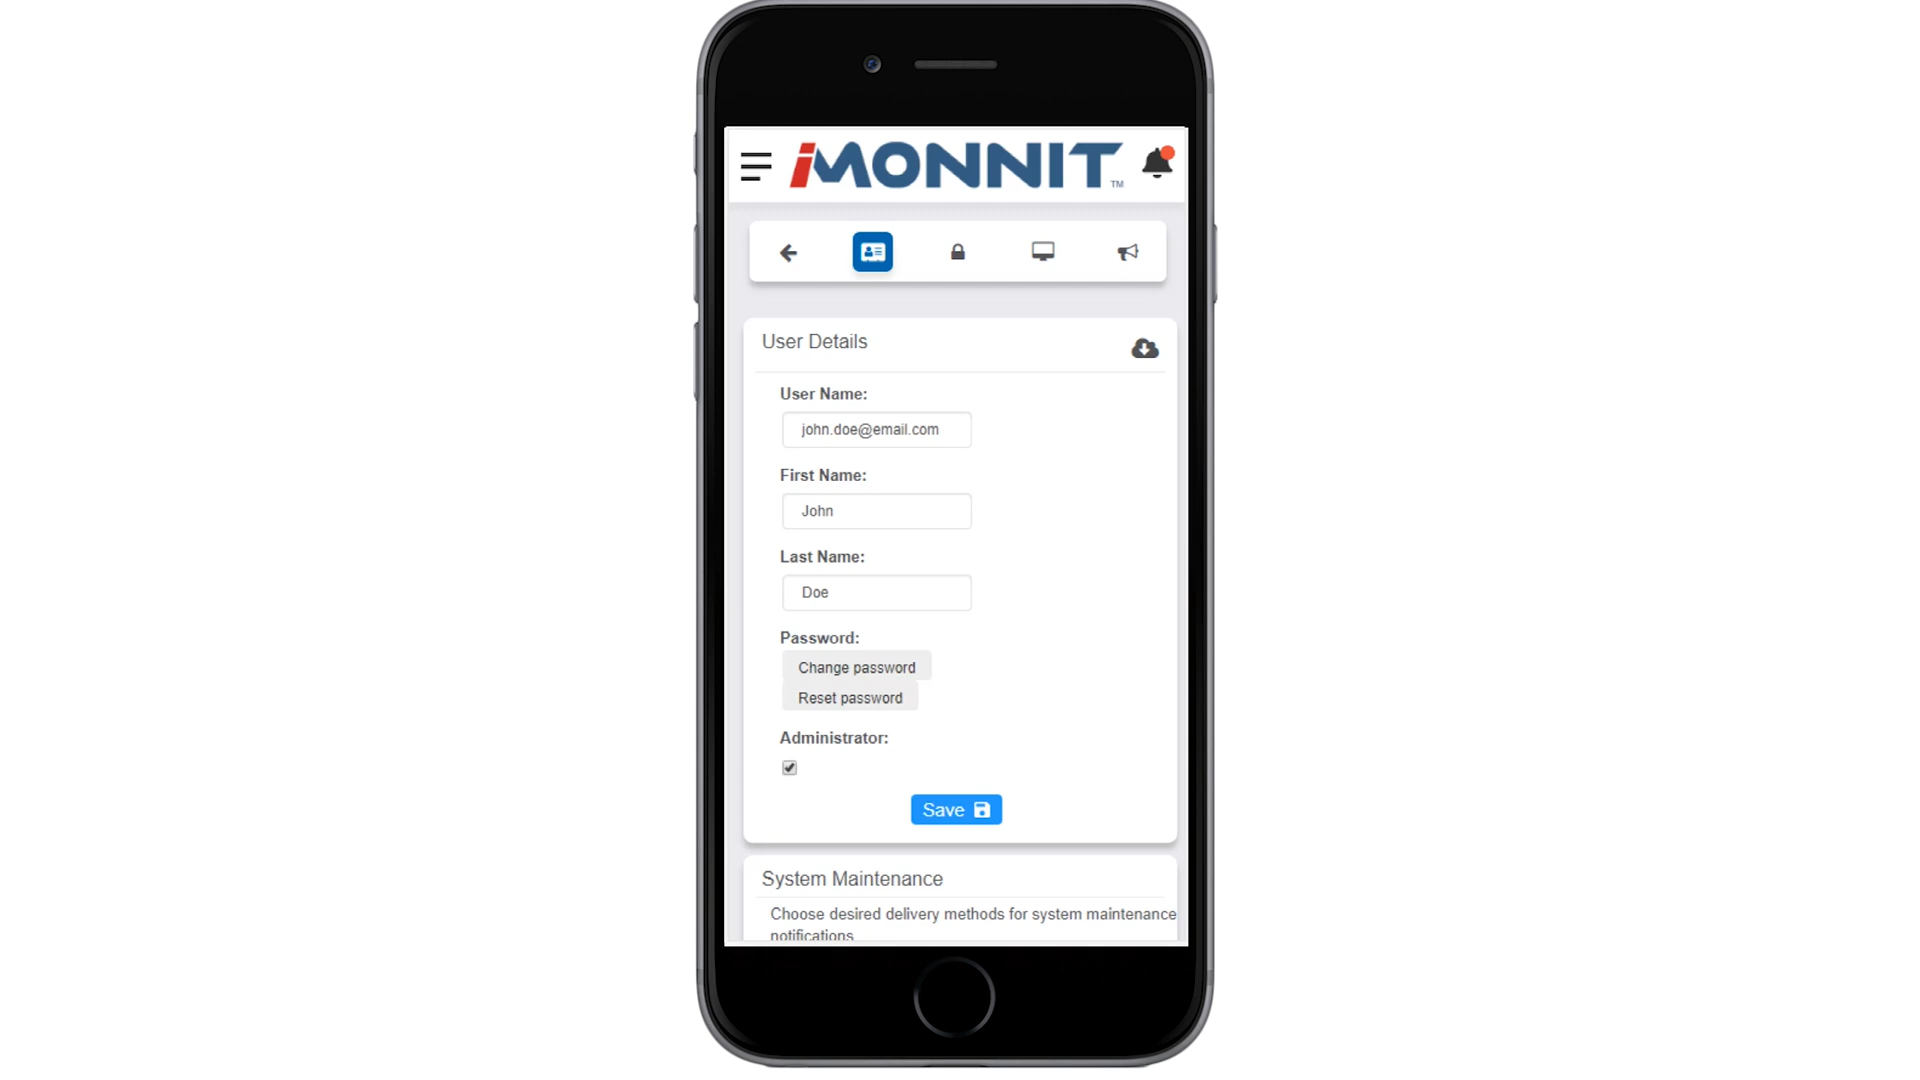 iMONNIT TM
User Details
User Name:
john.doe@email.com
First Name:
John
Last Name:
Doe
Password:
Change password
Reset password
Administrator:
Save
System Maintenance
Choose desired delivery methods for system maintenance
notifications